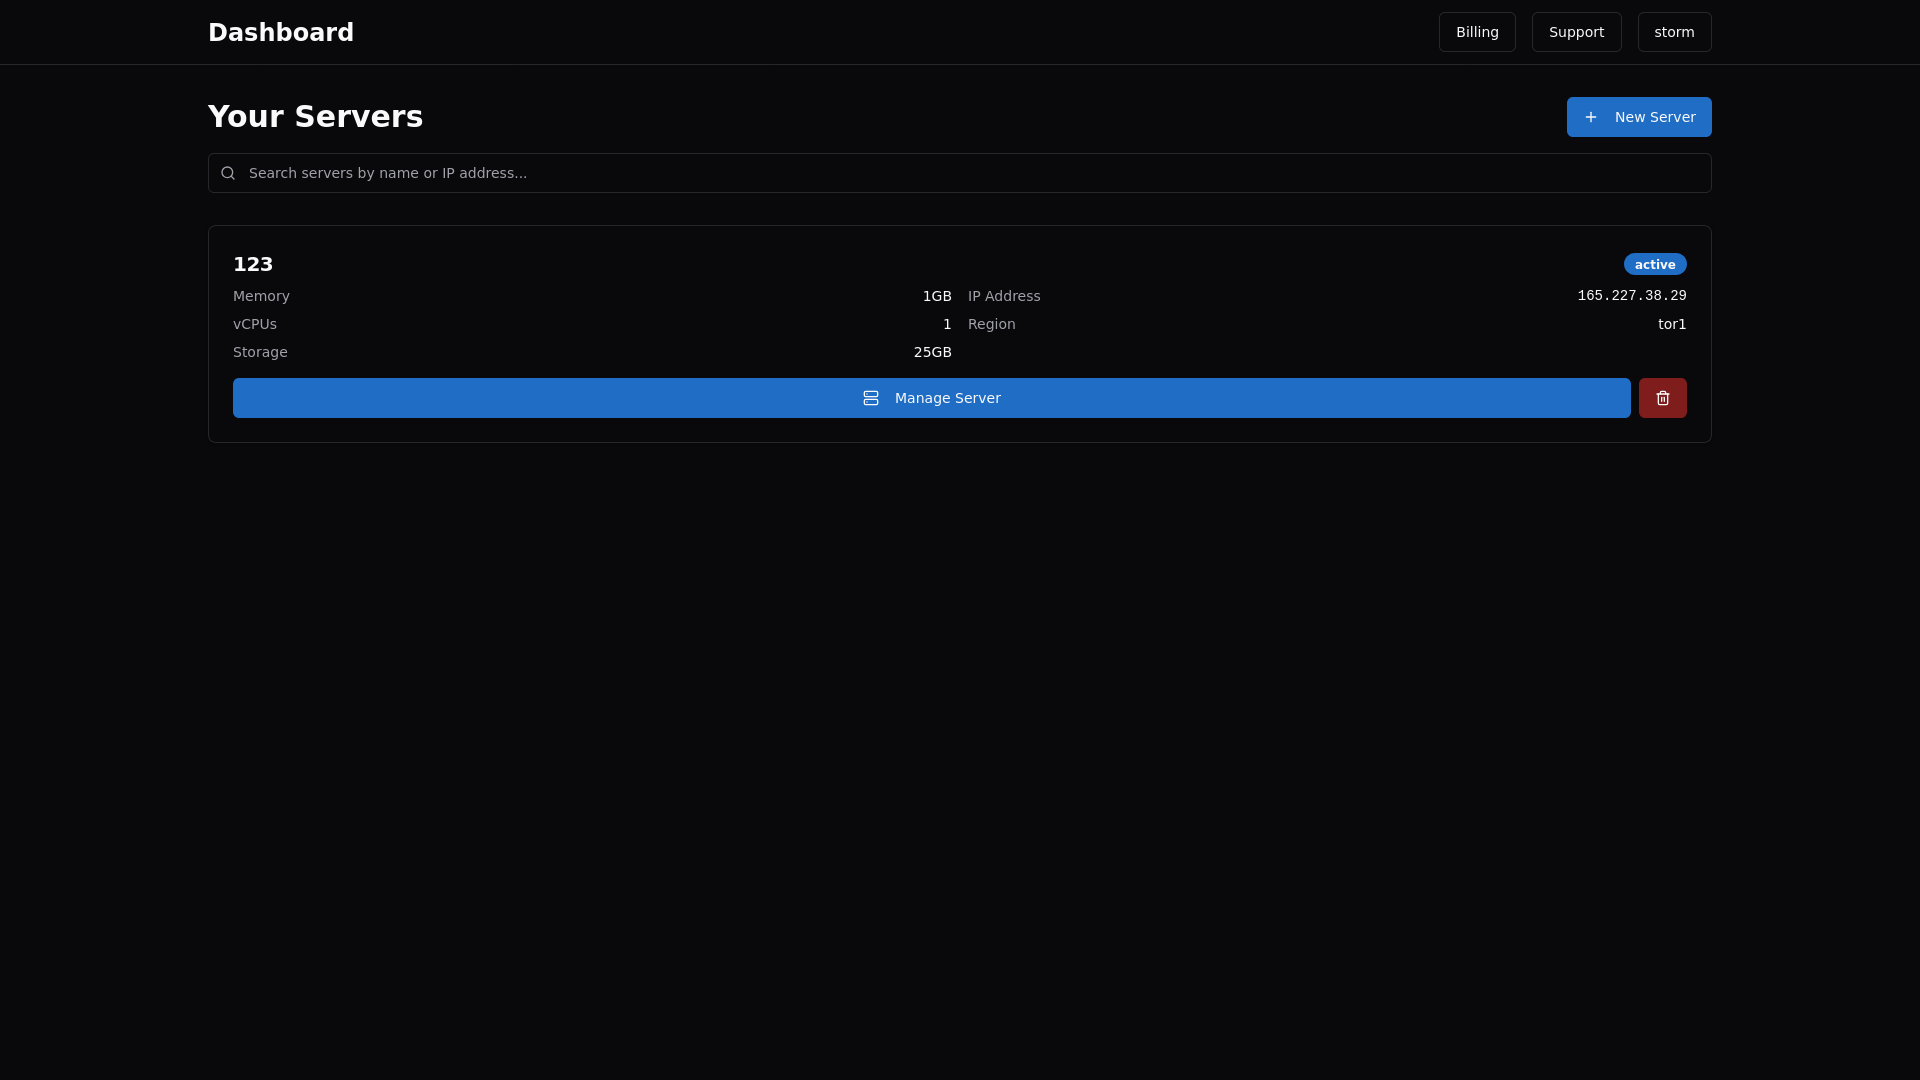 Dashboard
Billing
Support
storm
Your Servers
New Server
Search servers by name or IP address...
123
active
Memory 1GB
IP Address 165.227.38.29
vCPUs 1
Region tor1
Storage 25GB
Manage Server